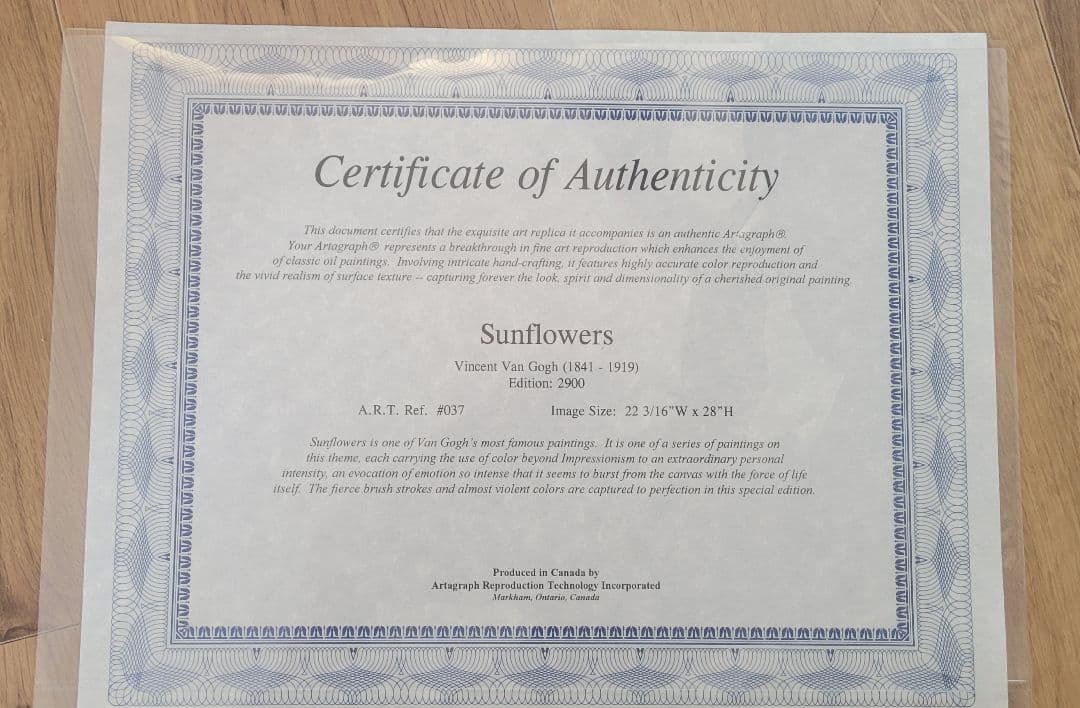 Certificate of Authenticity
This document certifies that the exquisite art replica it accompanies is an authentic Artagraph®.
Your Artagraph® represents a breakthrough in fine art reproduction which enhances the enjoyment of
of classic oil paintings. Involving intricate hand-crafting, it features highly accurate color reproduction and
the vivid realism of surface texture -- capturing forever the look, spirit and dimensionality of a cherished original painting.
Sunflowers
Vincent Van Gogh (1841 - 1919)
Edition: 2900
A.R.T. Ref. #037 Image Size: 22 3/16"W x 28"H
Sunflowers is one of Van Gogh's most famous paintings. It is one of a series of paintings on
this theme, each carrying the use of color beyond Impressionism to an extraordinary personal
intensity, an evocation of emotion so intense that it seems to burst from the canvas with the force of life
itself. The fierce brush strokes and almost violent colors are captured to perfection in this special edition.
Produced in Canada by
Artagraph Reproduction Technology Incorporated
Markham, Ontario, Canada